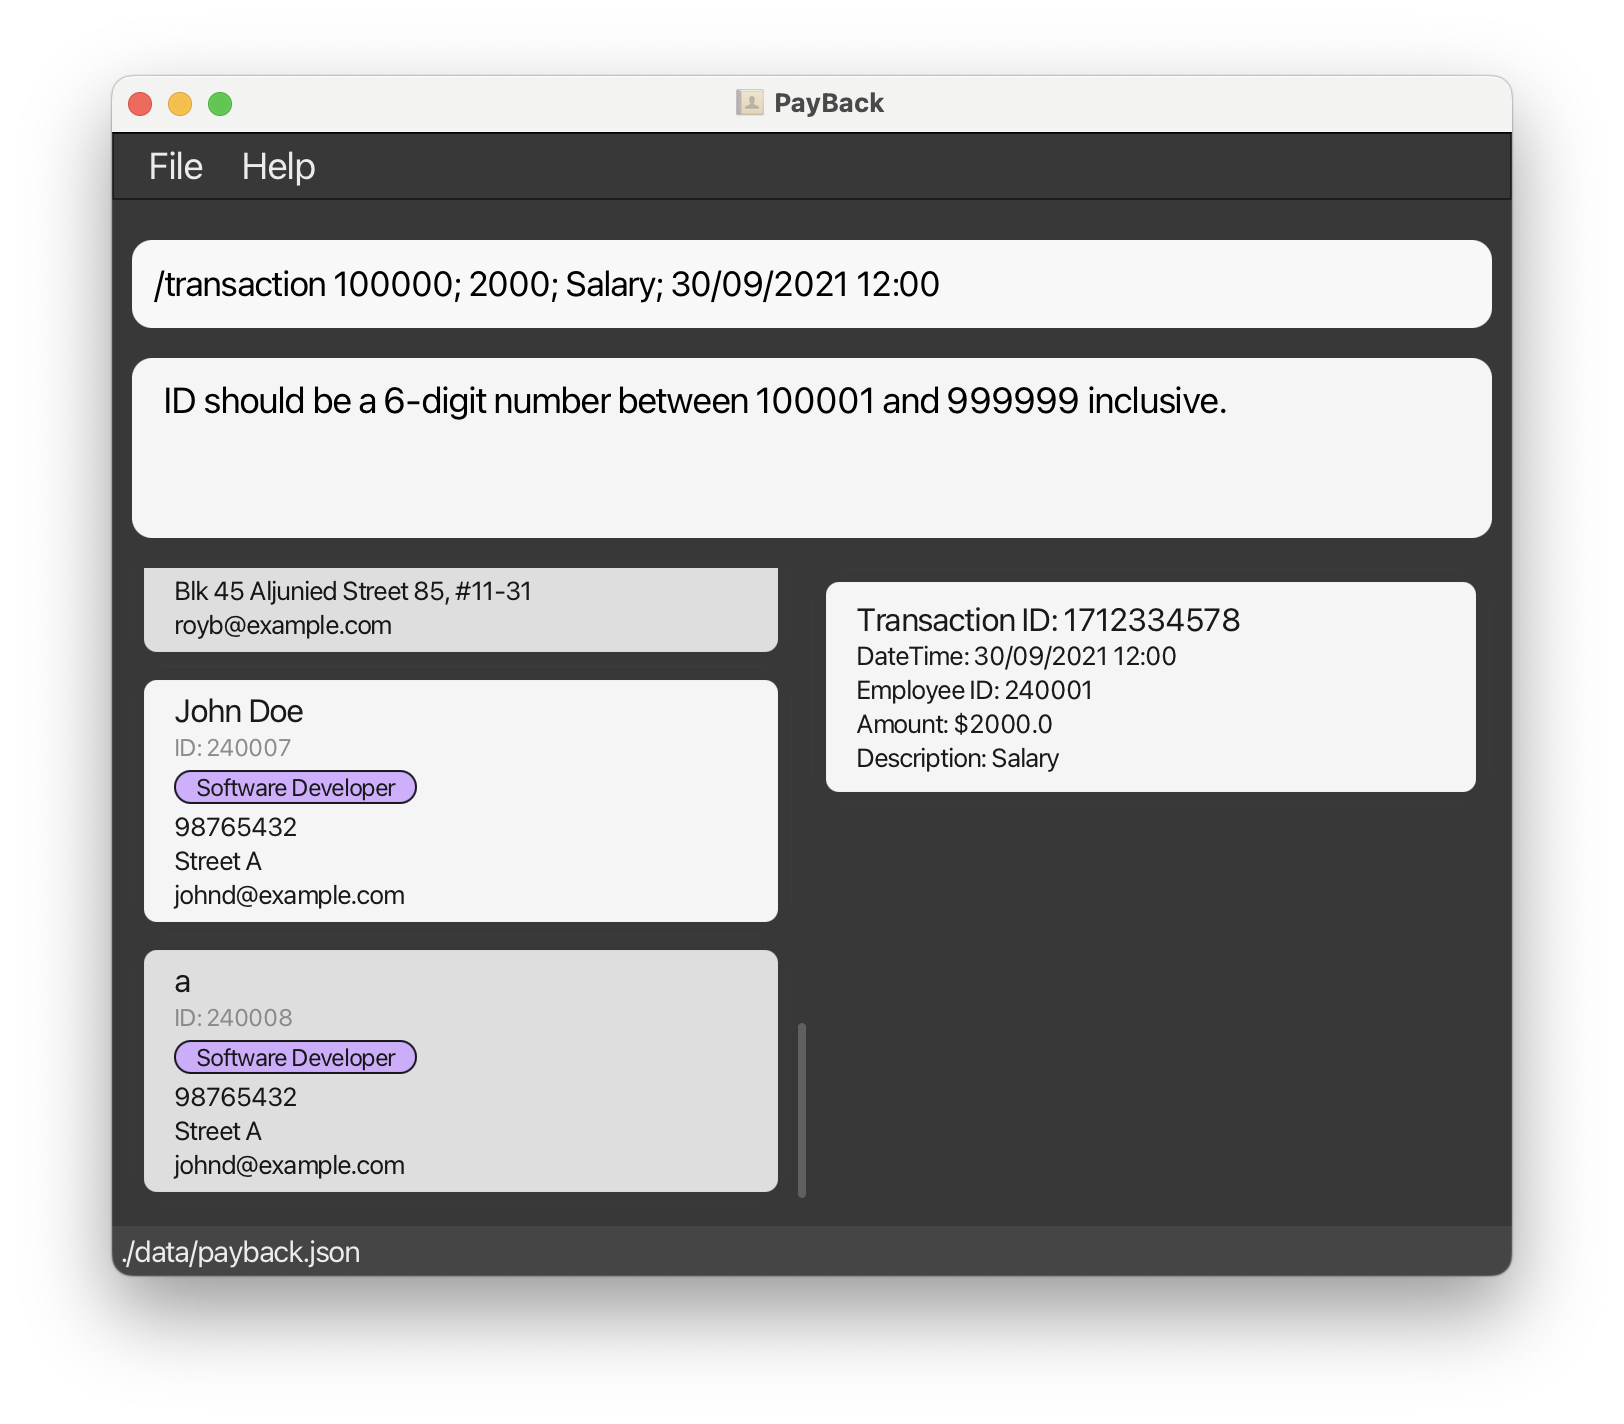 PayBack
File Help
/transaction 100000; 2000; Salary; 30/09/2021 12:00
ID should be a 6-digit number between 100001 and 999999 inclusive.
Blk 45 Aljunied Street 85, #11-31
royb@example.com
John Doe
ID: 240007
Software Developer
98765432
Street A
johnd@example.com
a
ID: 240008
Software Developer
98765432
Street A
johnd@example.com
Transaction ID: 1712334578
DateTime: 30/09/2021 12:00
Employee ID: 240001
Amount: $2000.0
Description: Salary
./data/payback.json